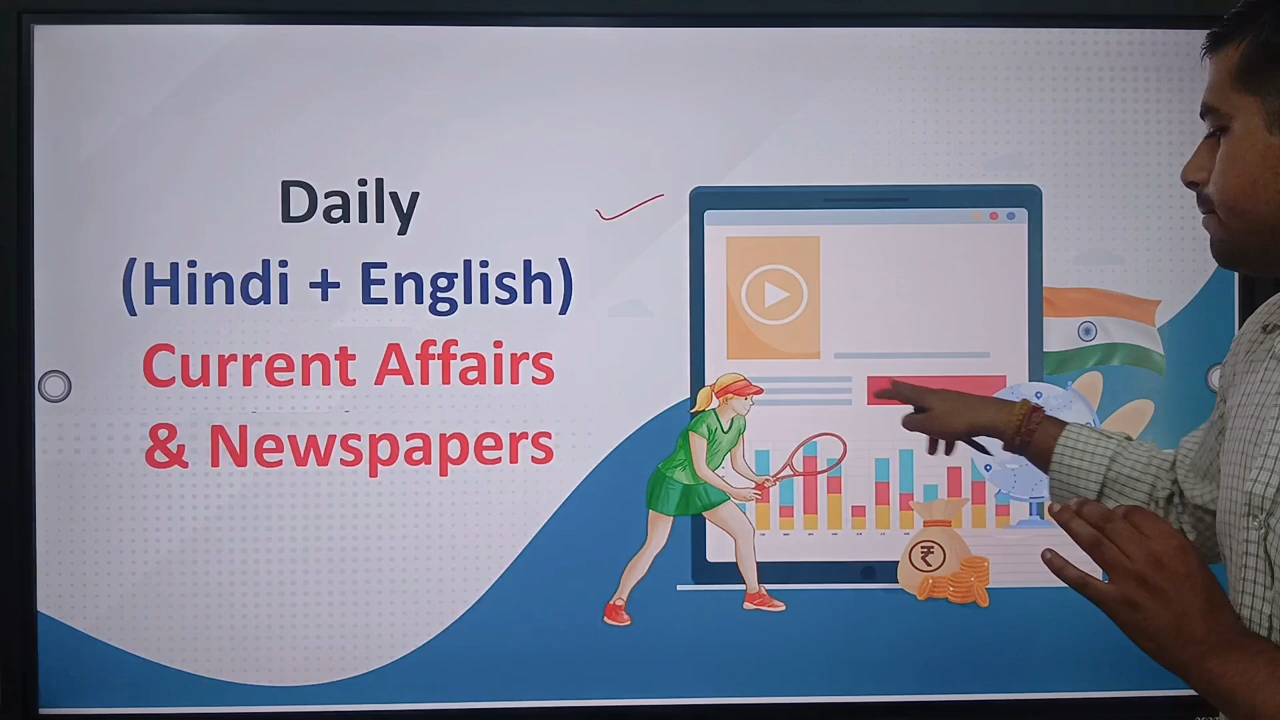 Daily
(Hindi + English)
Current Affairs
& Newspapers
₹